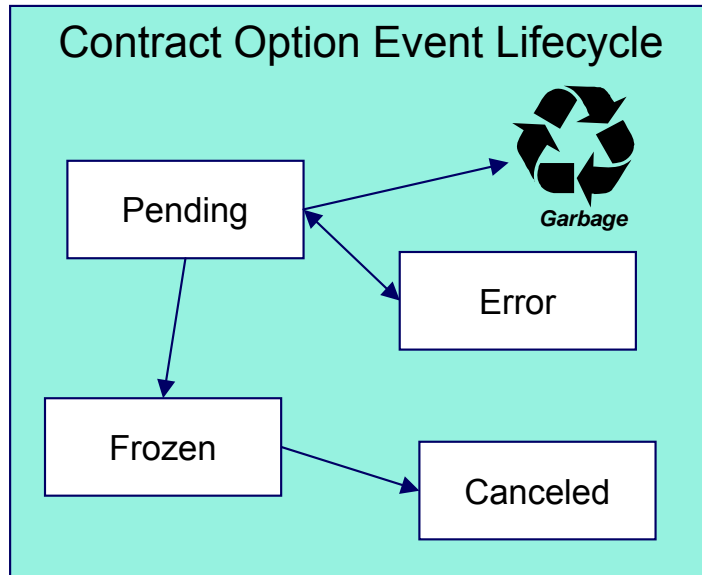 Contract Option Event Lifecycle
Pending
Garbage
Error
Frozen
Canceled